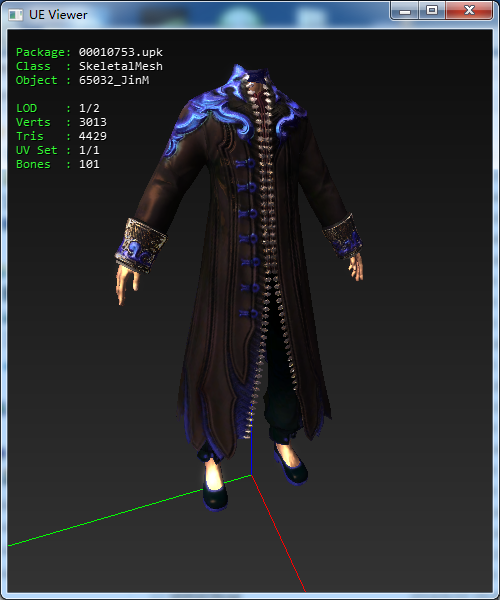 UE Viewer
Package: 00010753.upk
Class : SkeletalMesh
Object : 65032_JinM
LOD : 1/2
Verts : 3013
Tris : 4429
UV Set : 1/1
Bones : 101